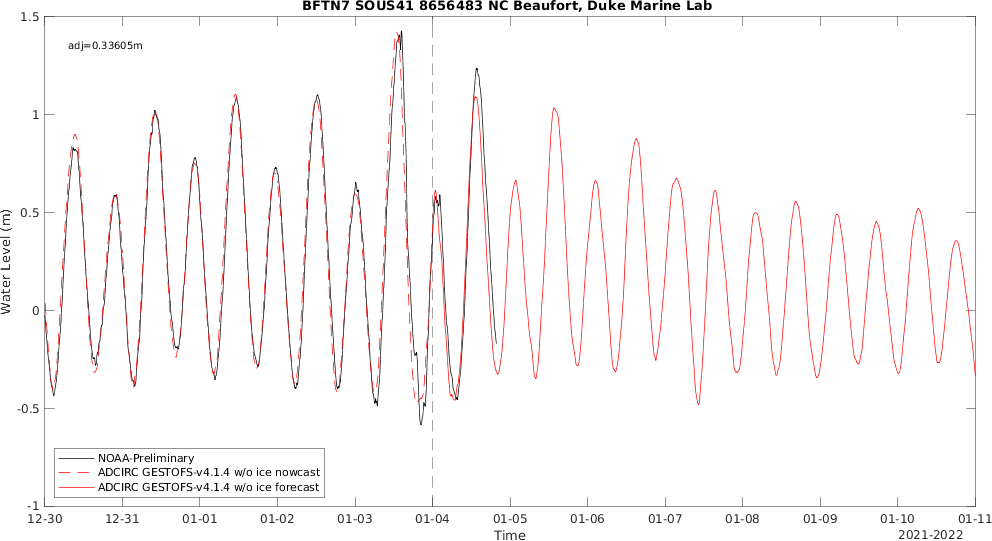 BFTN7 SOUS41 8656483 NC Beaufort, Duke Marine Lab
adj=0.33605m
1.5
1
0.5
0
-0.5
-1
Water Level (m)
NOAA-Preliminary
ADCIRC GESTOFS-v4.1.4 w/o ice nowcast
ADCIRC GESTOFS-v4.1.4 w/o ice forecast
12-30 12-31 01-01 01-02 01-03 01-04 01-05 01-06 01-07 01-08 01-09 01-10 01-11
Time
2021-2022